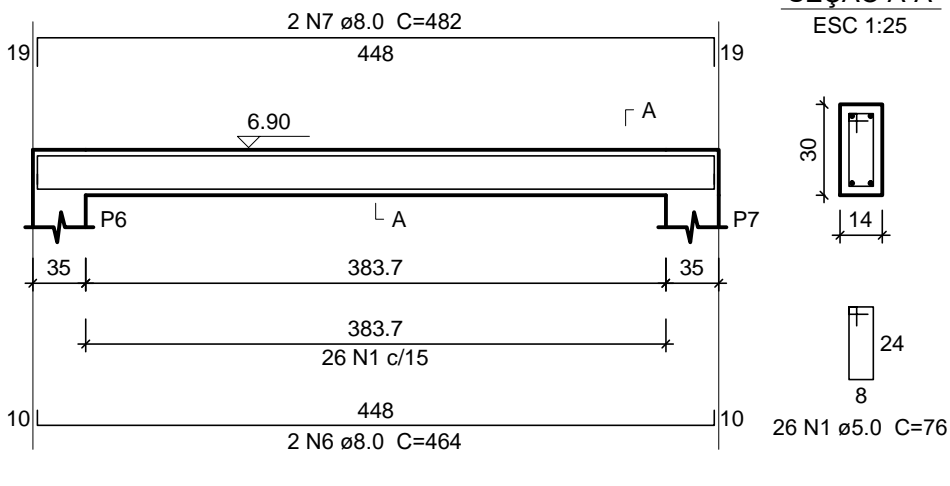 SEÇÃO A-A
ESC 1:25
2 N7 ø8.0 C=482
19
448
19
A
6.90
30
14
A
P6
P7
35
383.7
35
383.7
26 N1 c/15
24
8
26 N1 ø5.0 C=76
10
448
10
2 N6 ø8.0 C=464